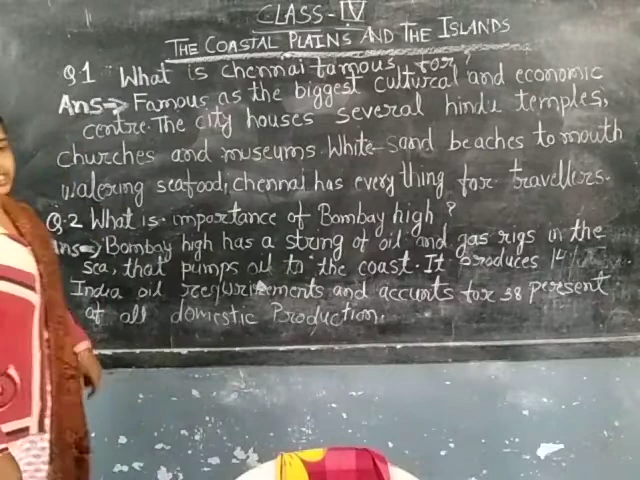 CLASS-IV
THE COASTAL PLAINS AND THE ISLANDS
Q1 What is chennai famous for?
Ans⇒ Famous as the biggest cultural and economic
centre. The city houses several hindu temples,
churches and museums. White-sand beaches to mouth
watering seafood, chennai has every thing for travellers.
Q.2 What is importance of Bombay high?
Ans⇒ Bombay high has a string of oil and gas rigs in the
sea, that pumps oil to the coast. It produces 14
India oil requirements and accunts for 38 persent
of all domestic Production.